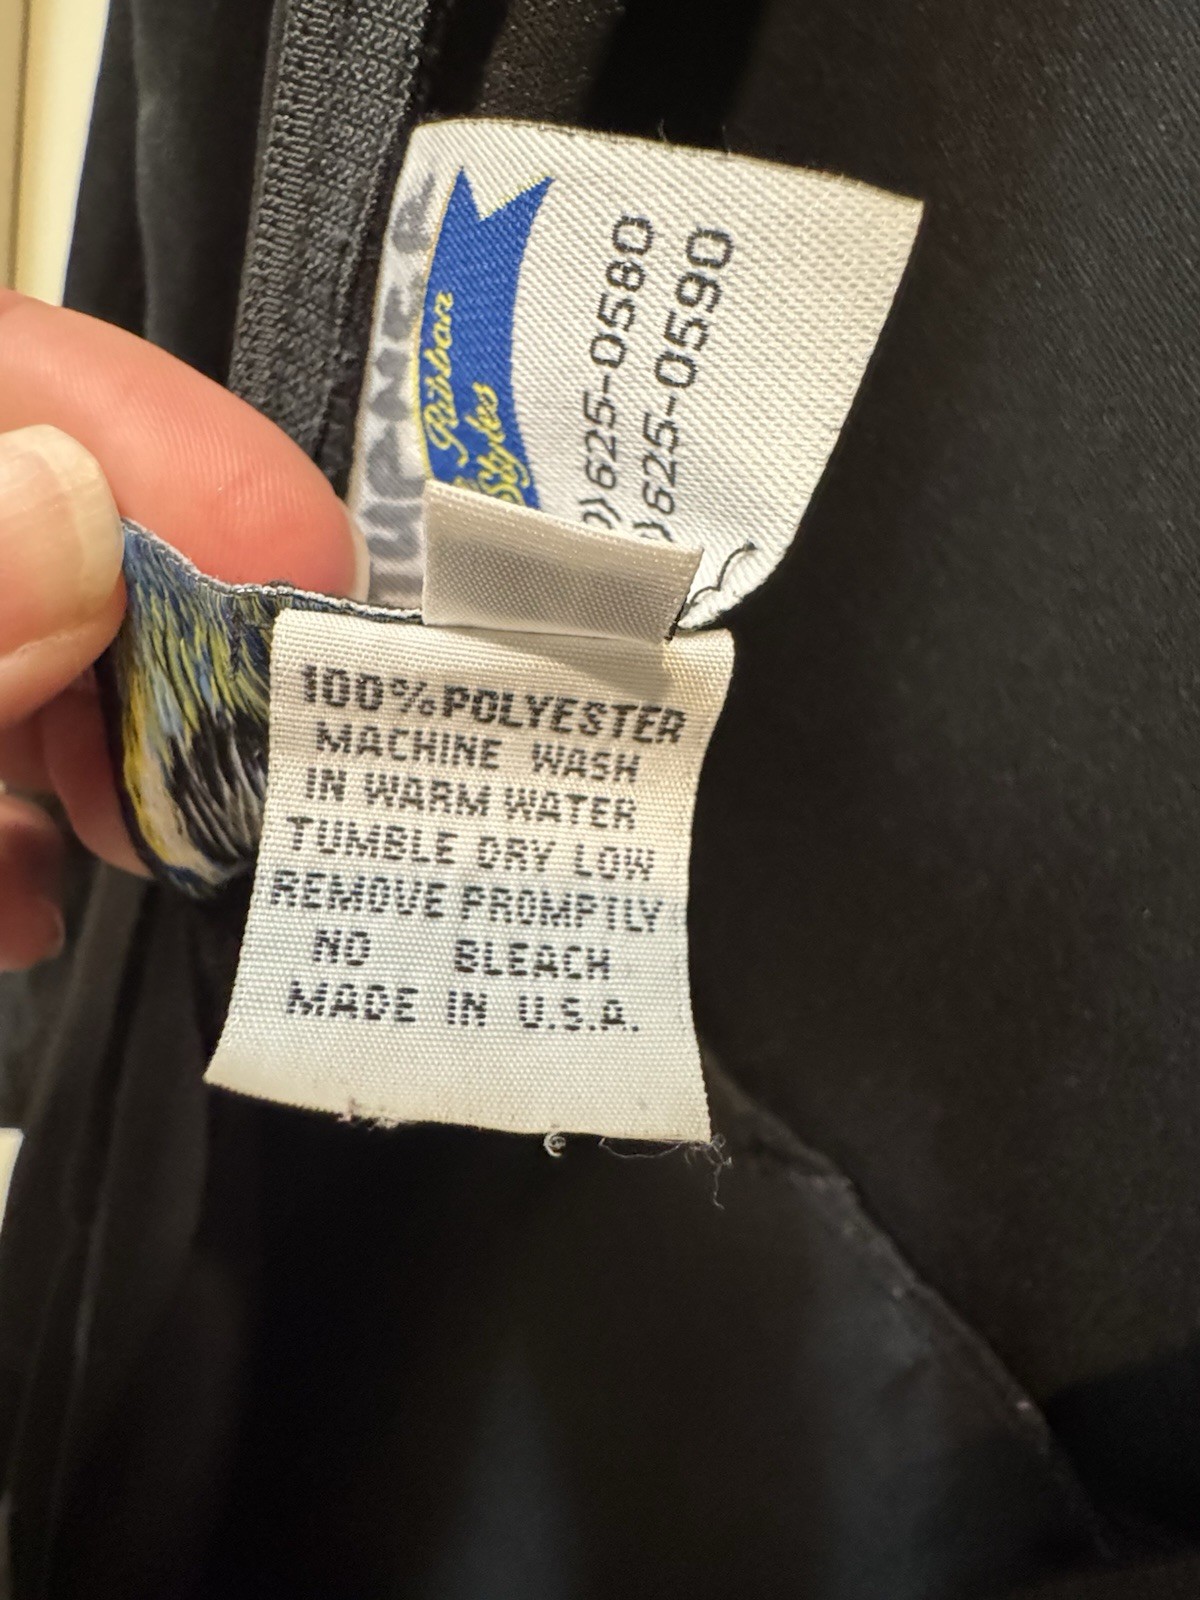 Ribbon
Styles
)625-0580
)625-0590
100% POLYESTER
MACHINE WASH
IN WARM WATER
TUMBLE DRY LOW
REMOVE PROMPTLY
NO BLEACH
MADE IN U.S.A.